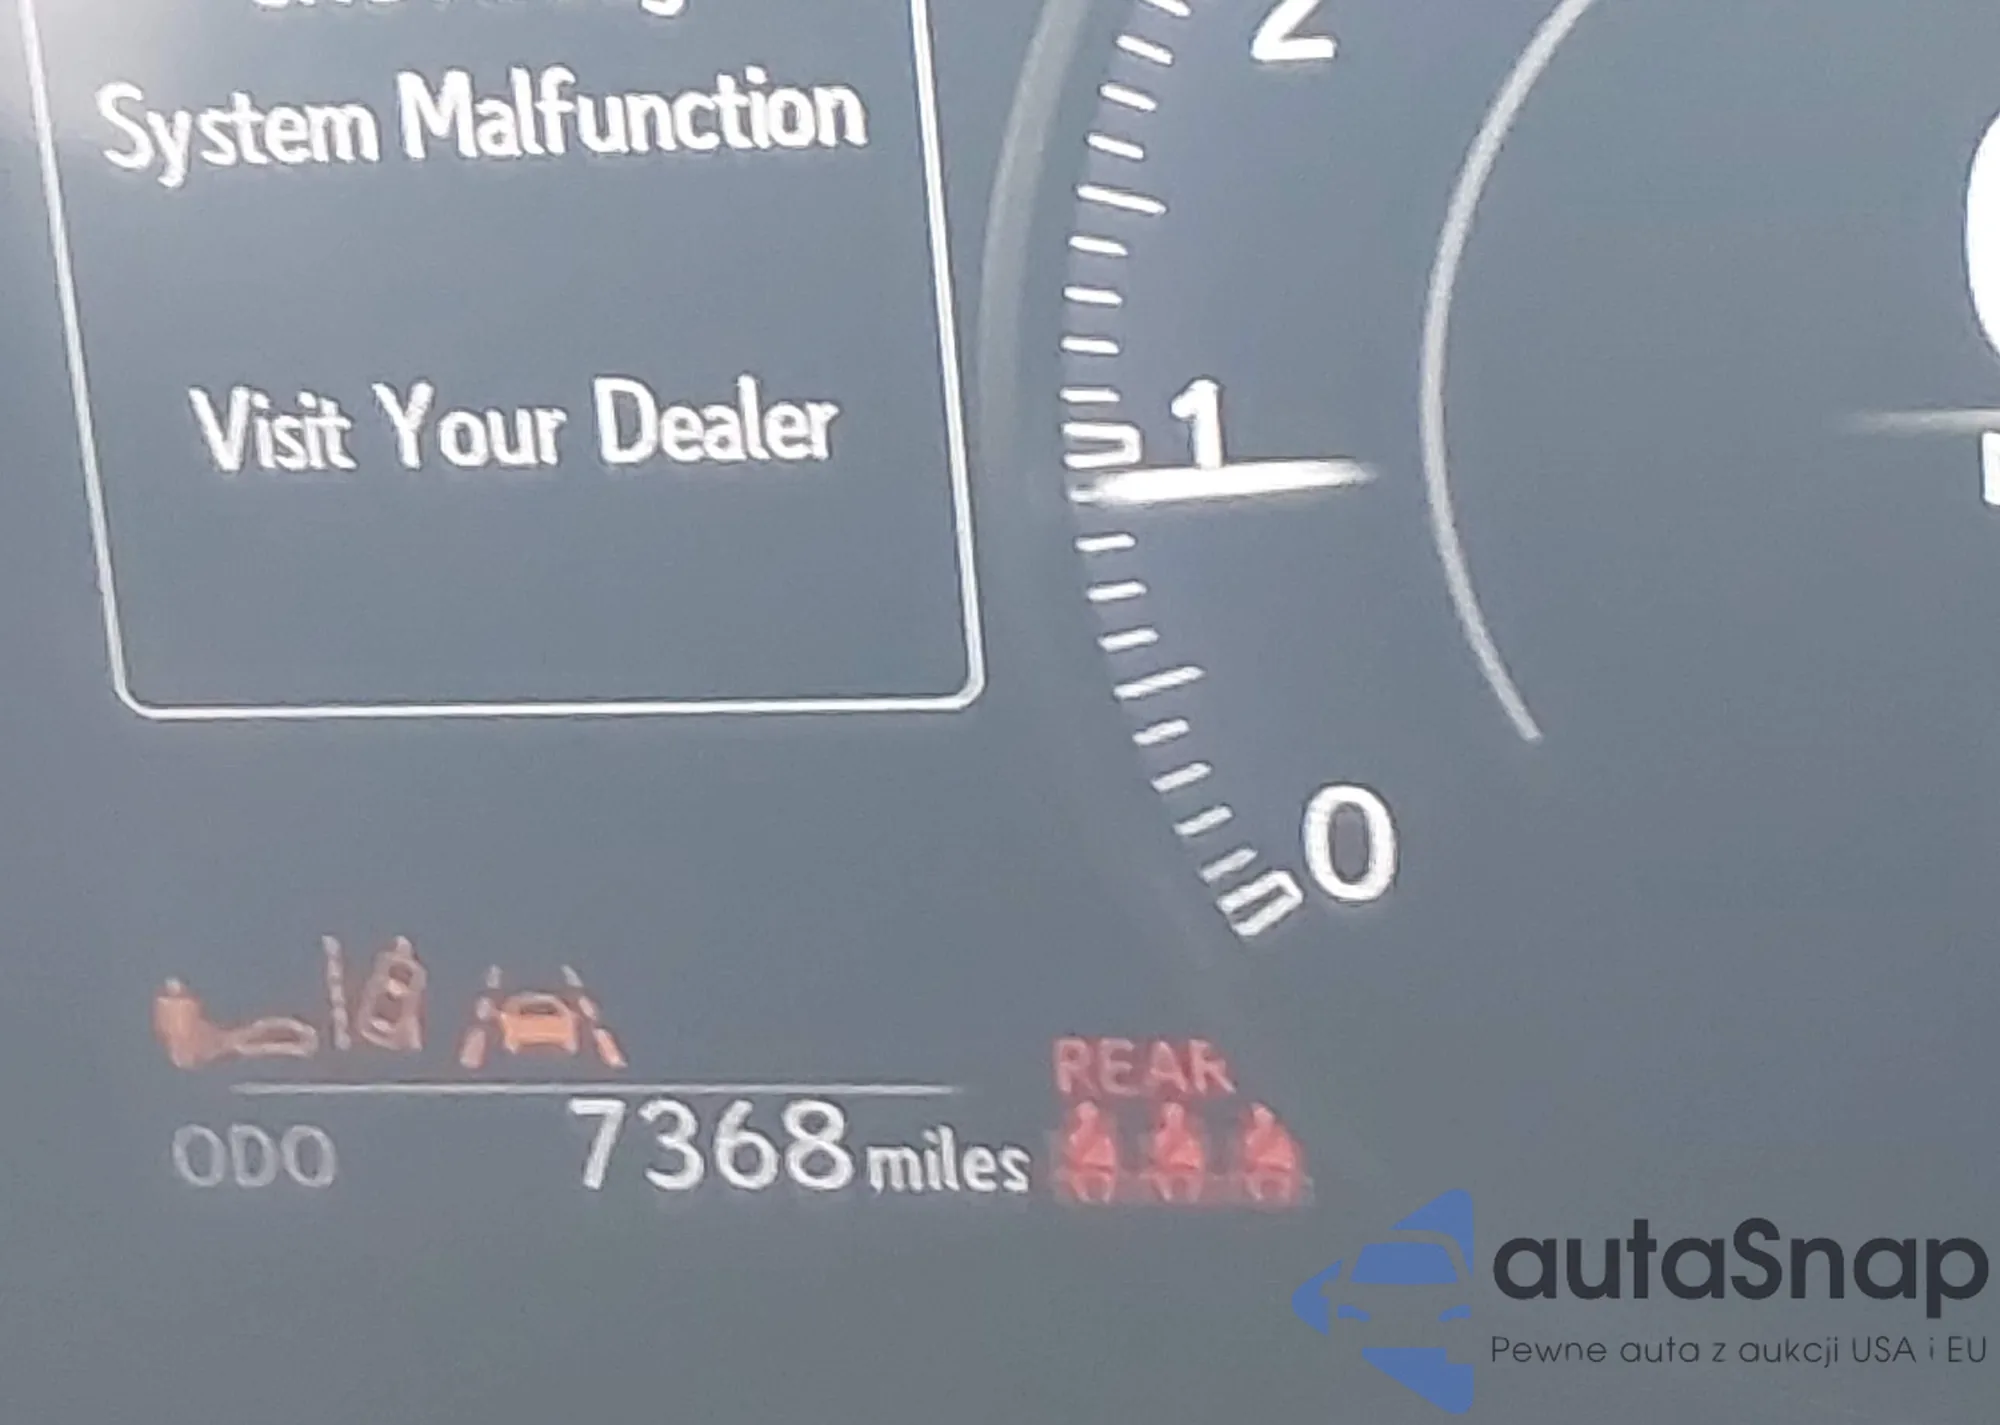 System Malfunction
Visit Your Dealer
2
1
0
REAR
ODO 7368 miles
autaSnap
Pewne auta z aukcji USA i EU